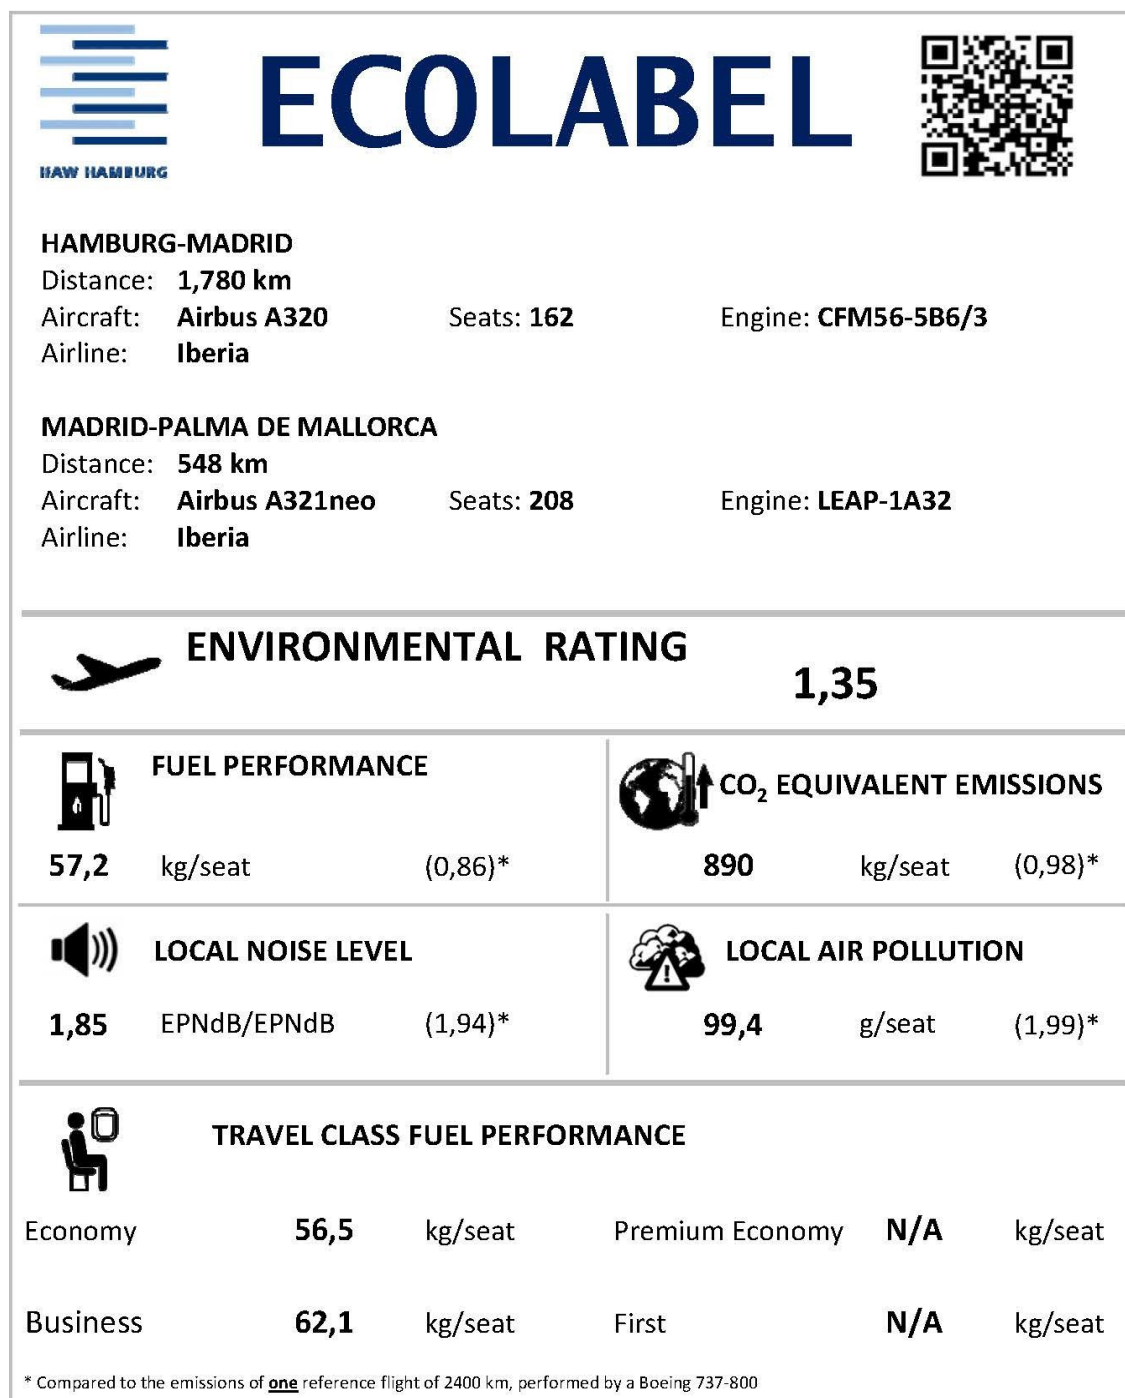 HAW HAMBURG
ECOLABEL
HAMBURG-MADRID
Distance: 1,780 km
Aircraft: Airbus A320 Seats: 162 Engine: CFM56-5B6/3
Airline: Iberia
MADRID-PALMA DE MALLORCA
Distance: 548 km
Aircraft: Airbus A321neo Seats: 208 Engine: LEAP-1A32
Airline: Iberia
ENVIRONMENTAL RATING
1,35
FUEL PERFORMANCE
57,2 kg/seat (0,86)*
CO₂ EQUIVALENT EMISSIONS
890 kg/seat (0,98)*
LOCAL NOISE LEVEL
1,85 EPNdB/EPNdB (1,94)*
LOCAL AIR POLLUTION
99,4 g/seat (1,99)*
TRAVEL CLASS FUEL PERFORMANCE
Economy 56,5 kg/seat Premium Economy N/A kg/seat
Business 62,1 kg/seat First N/A kg/seat
* Compared to the emissions of one reference flight of 2400 km, performed by a Boeing 737-800